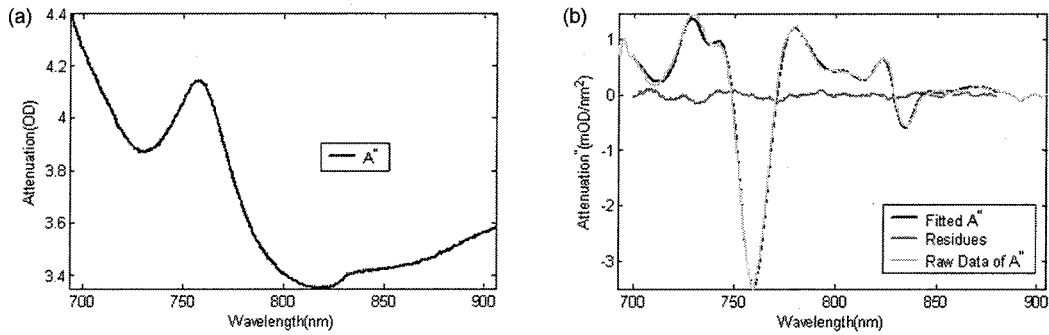 (a)
4.4
4.2
4
3.8
3.6
3.4
Attenuation(OD)
A"
700
750
800
850
900
Wavelength(nm)
(b)
1
0
-1
-2
-3
Attenuation"(mOD/nm²)
Fitted A"
Residues
Raw Data of A"
700
750
800
850
900
Wavelength(nm)